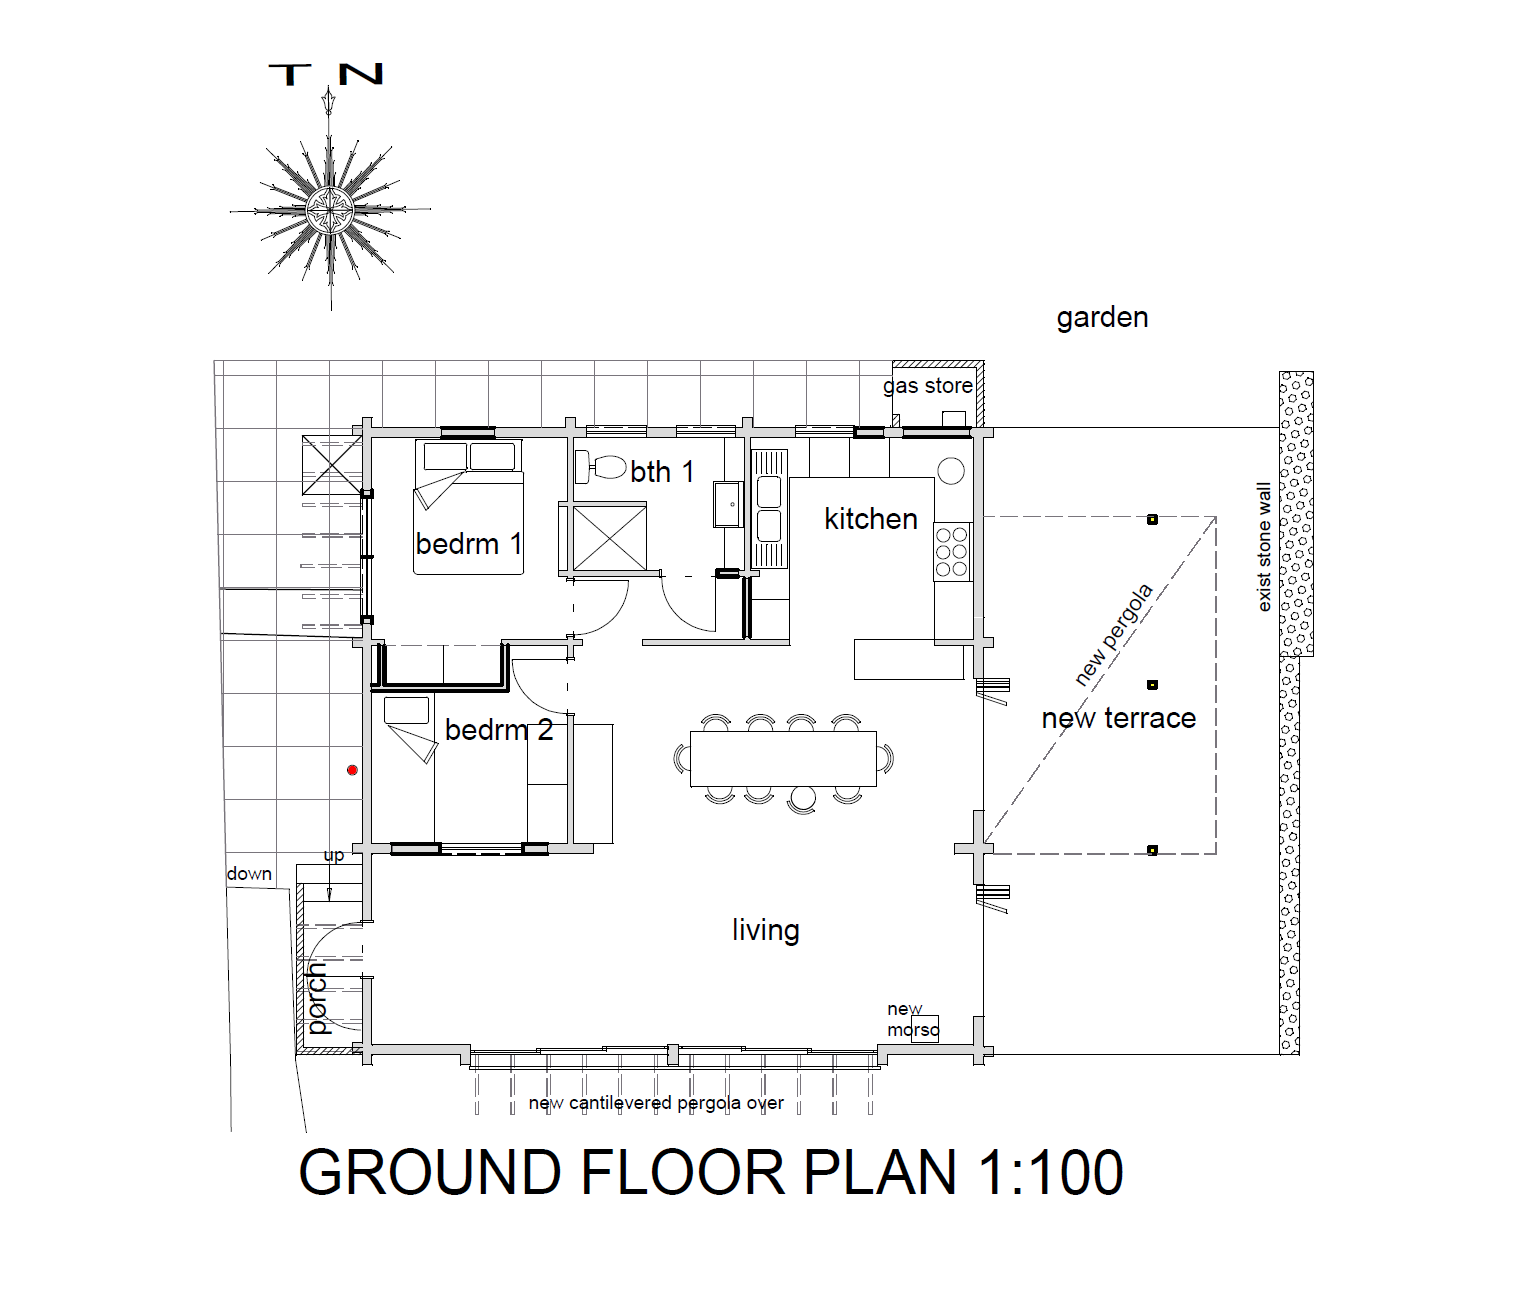 T N
garden
gas store
bth 1
kitchen
bedrm 1
exist stone wall
new pergola
new terrace
bedrm 2
up
down
living
porch
new
morso
new cantilevered pergola over
GROUND FLOOR PLAN 1:100